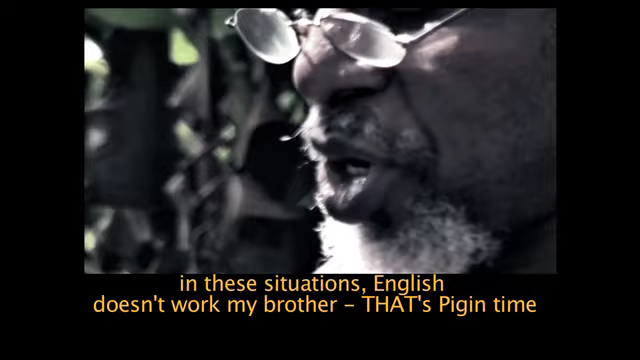 in these situations, English
doesn't work my brother - THAT's Pigin time